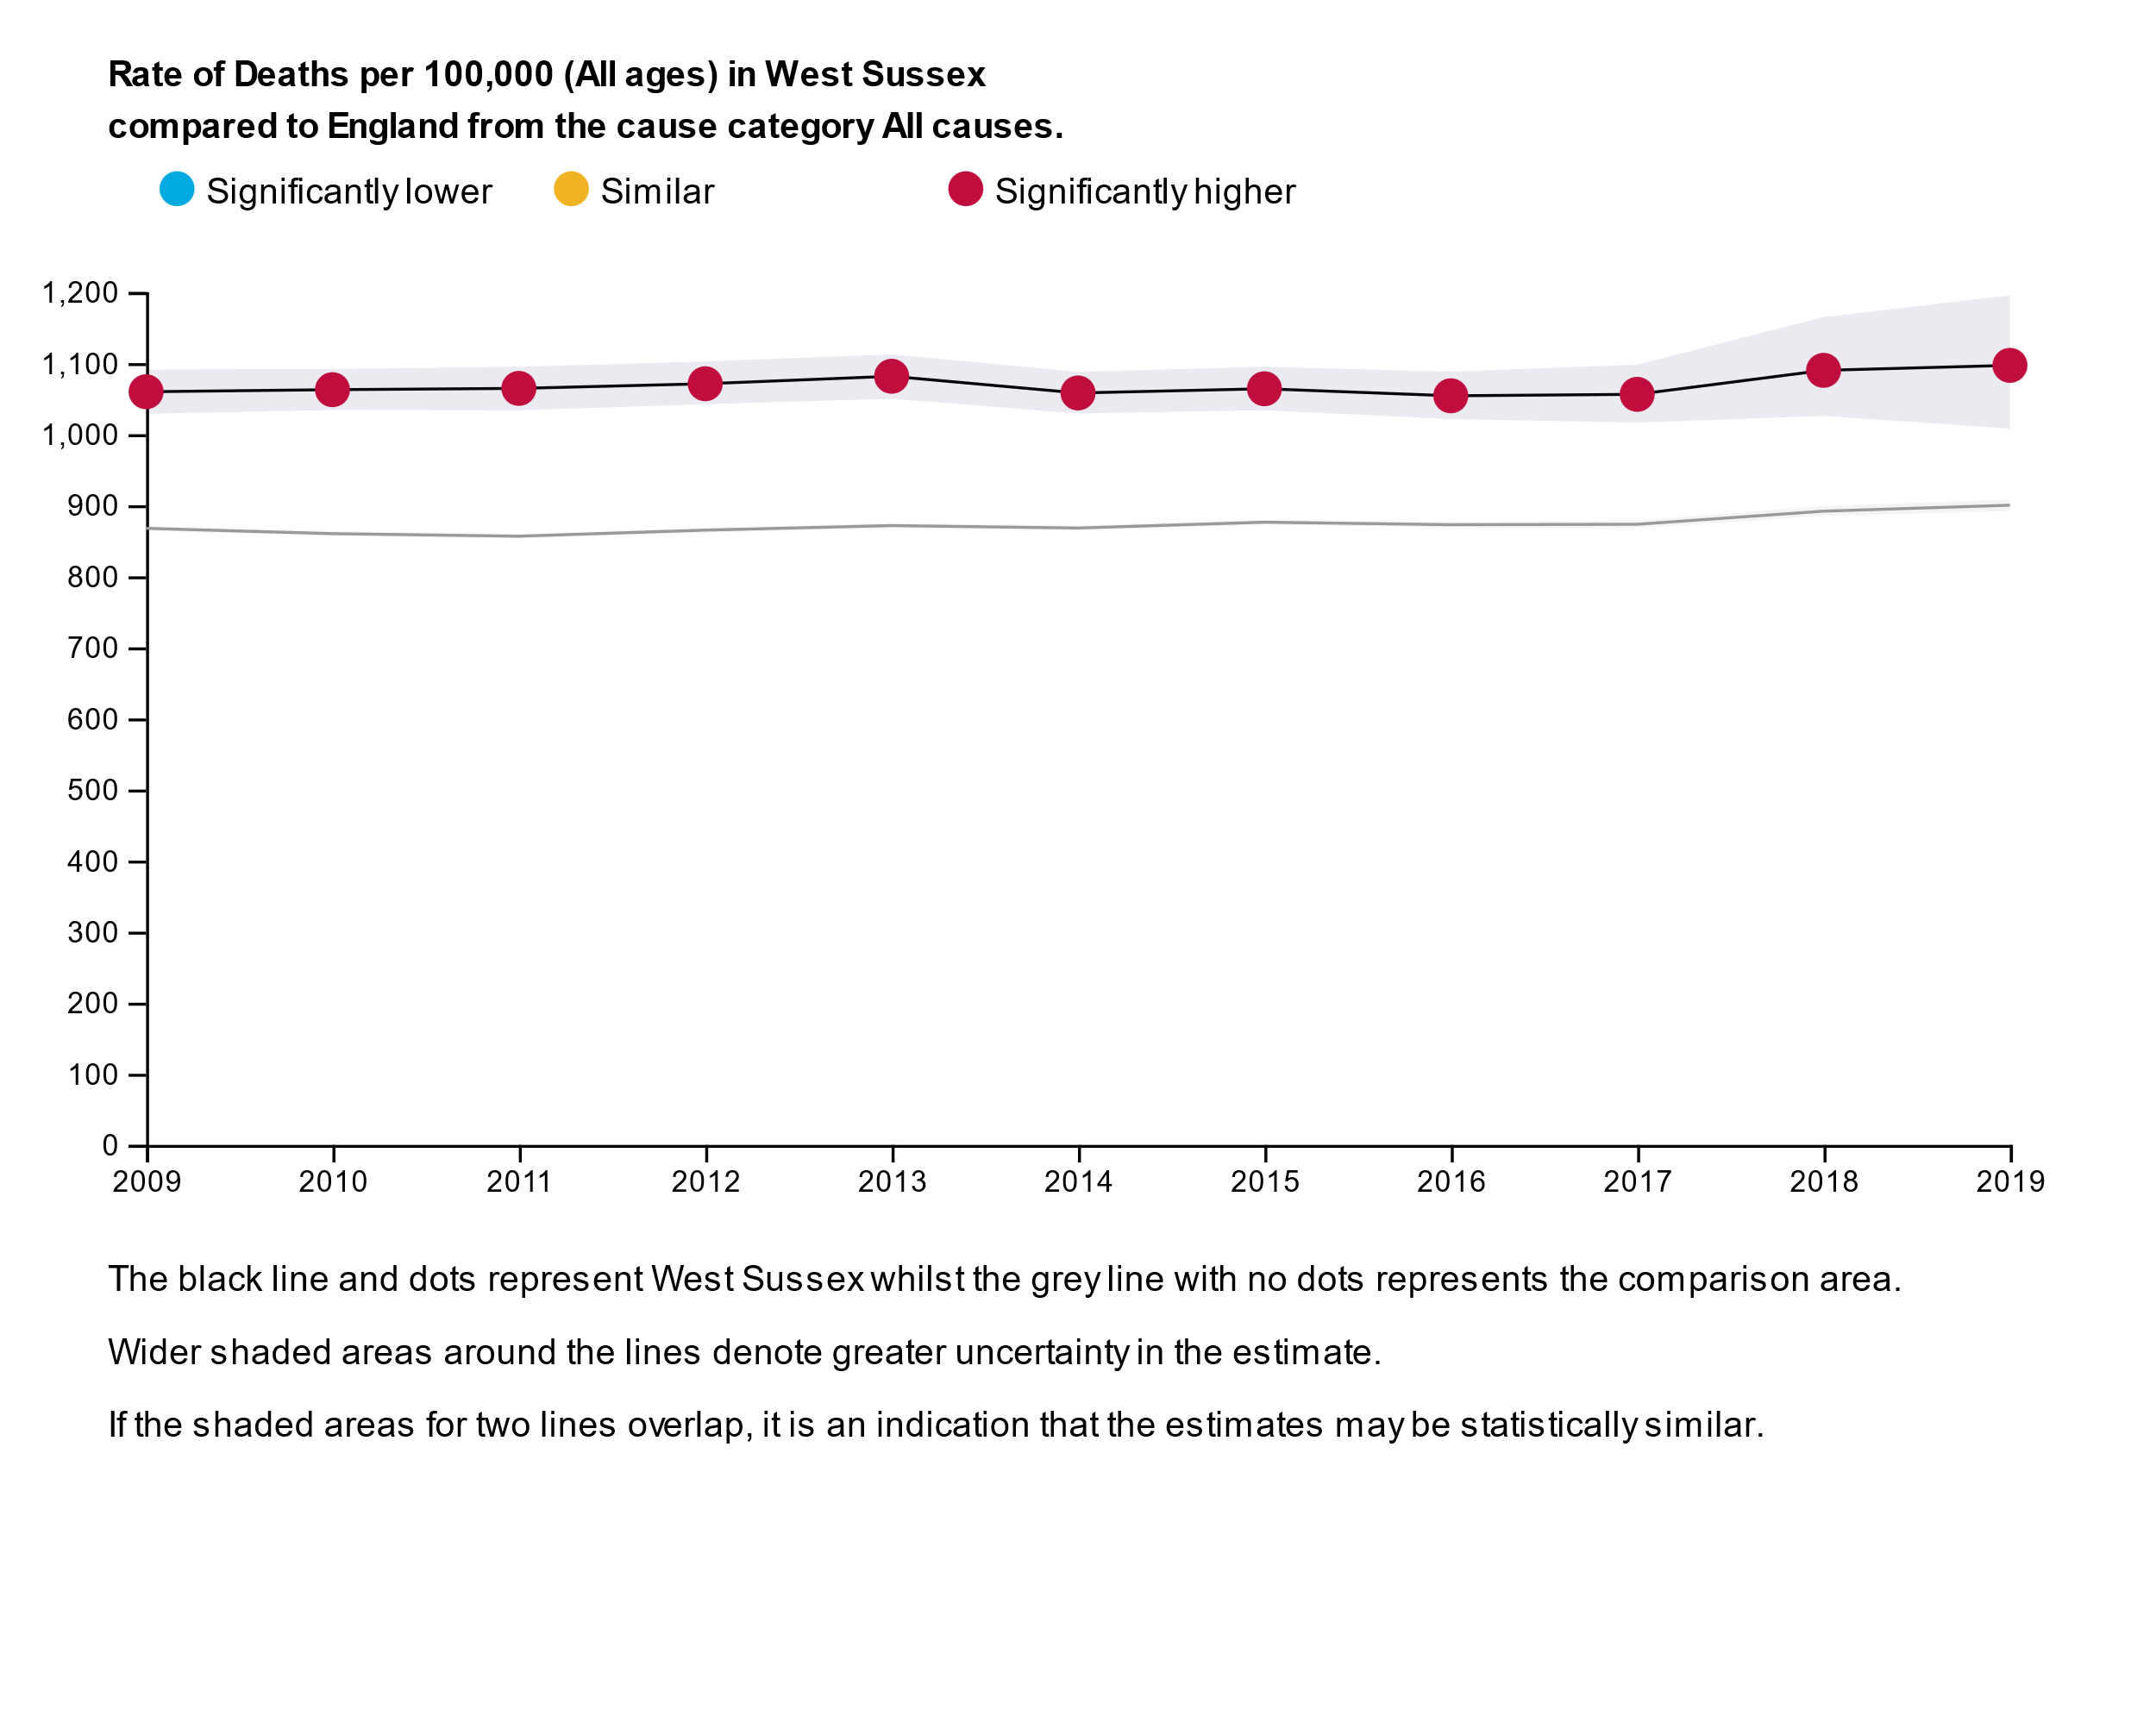 Rate of Deaths per 100,000 (All ages) in West Sussex
compared to England from the cause category All causes.
Significantly lower Similar Significantly higher
1,200
1,100
1,000
900
800
700
600
500
400
300
200
100
0
2009 2010 2011 2012 2013 2014 2015 2016 2017 2018 2019
The black line and dots represent West Sussex whilst the grey line with no dots represents the comparison area.
Wider shaded areas around the lines denote greater uncertainty in the estimate.
If the shaded areas for two lines overlap, it is an indication that the estimates may be statistically similar.